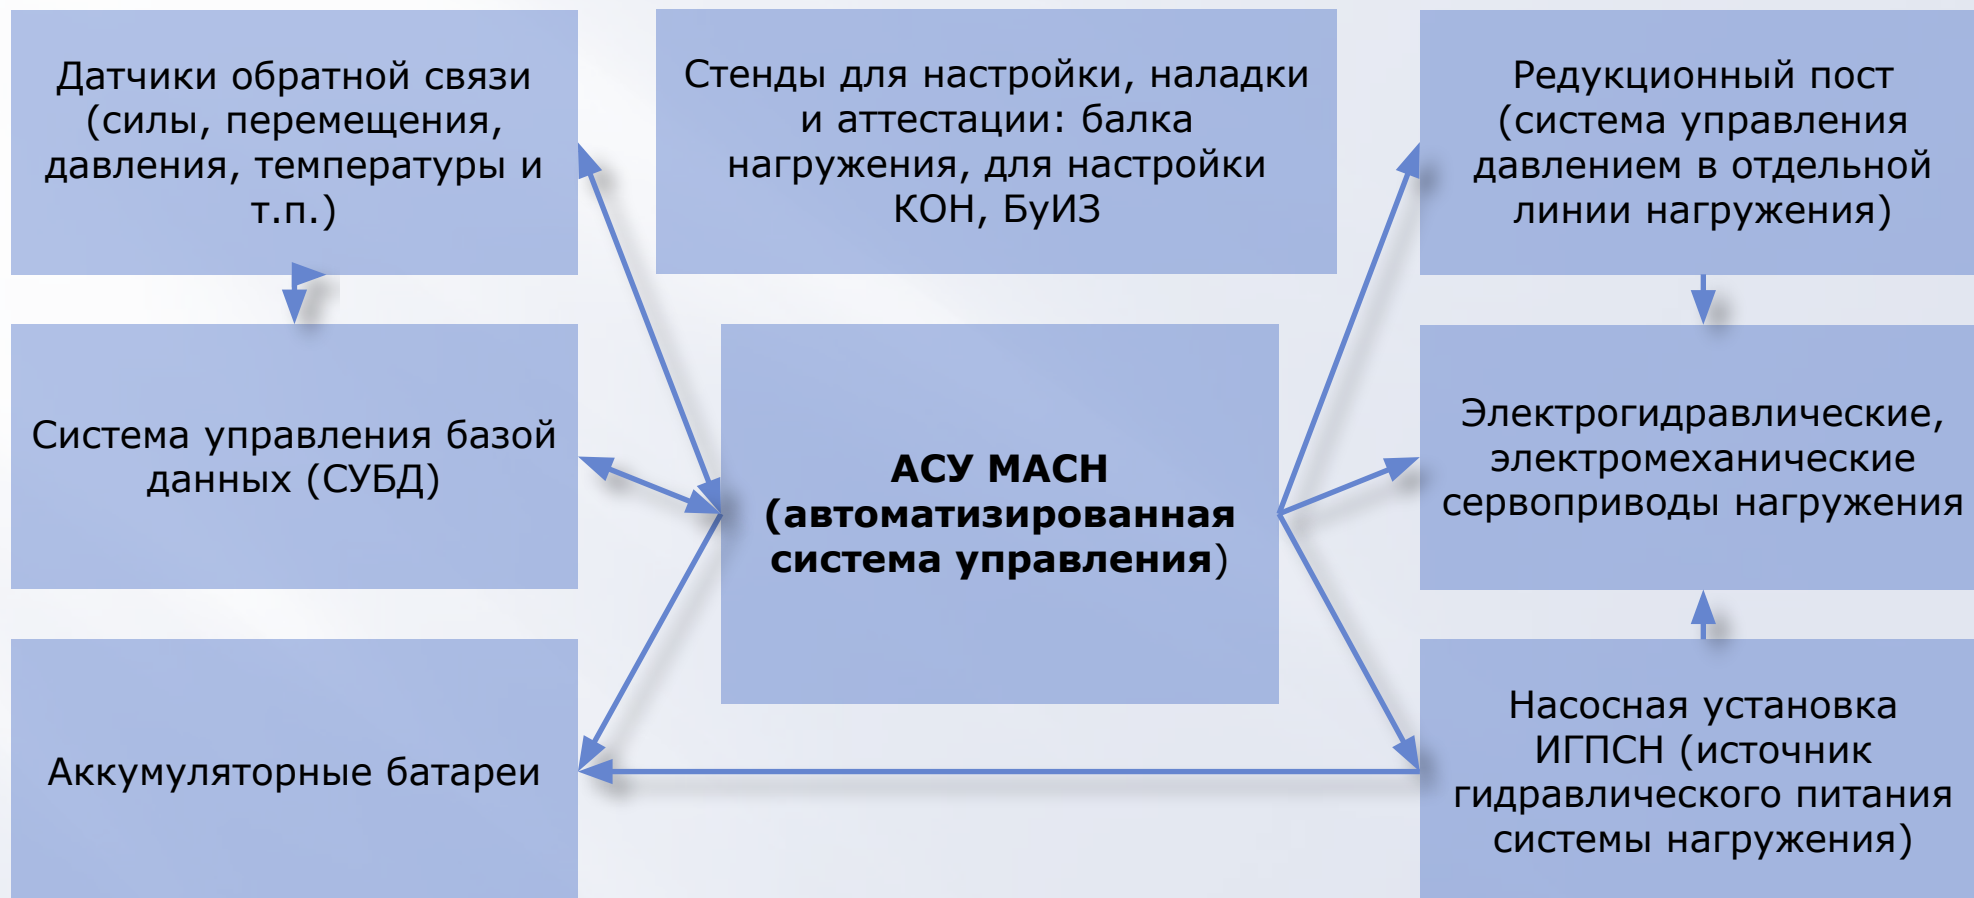 Датчики обратной связи
(силы, перемещения,
давления, температуры и
т.п.)
Стенды для настройки, наладки
и аттестации: балка
нагружения, для настройки
КОН, БуИЗ
Редукционный пост
(система управления
давлением в отдельной
линии нагружения)
Система управления базой
данных (СУБД)
АСУ МАСН
(автоматизированная
система управления)
Электрогидравлические,
электромеханические
сервоприводы нагружения
Аккумуляторные батареи
Насосная установка
ИГПСН (источник
гидравлического питания
системы нагружения)